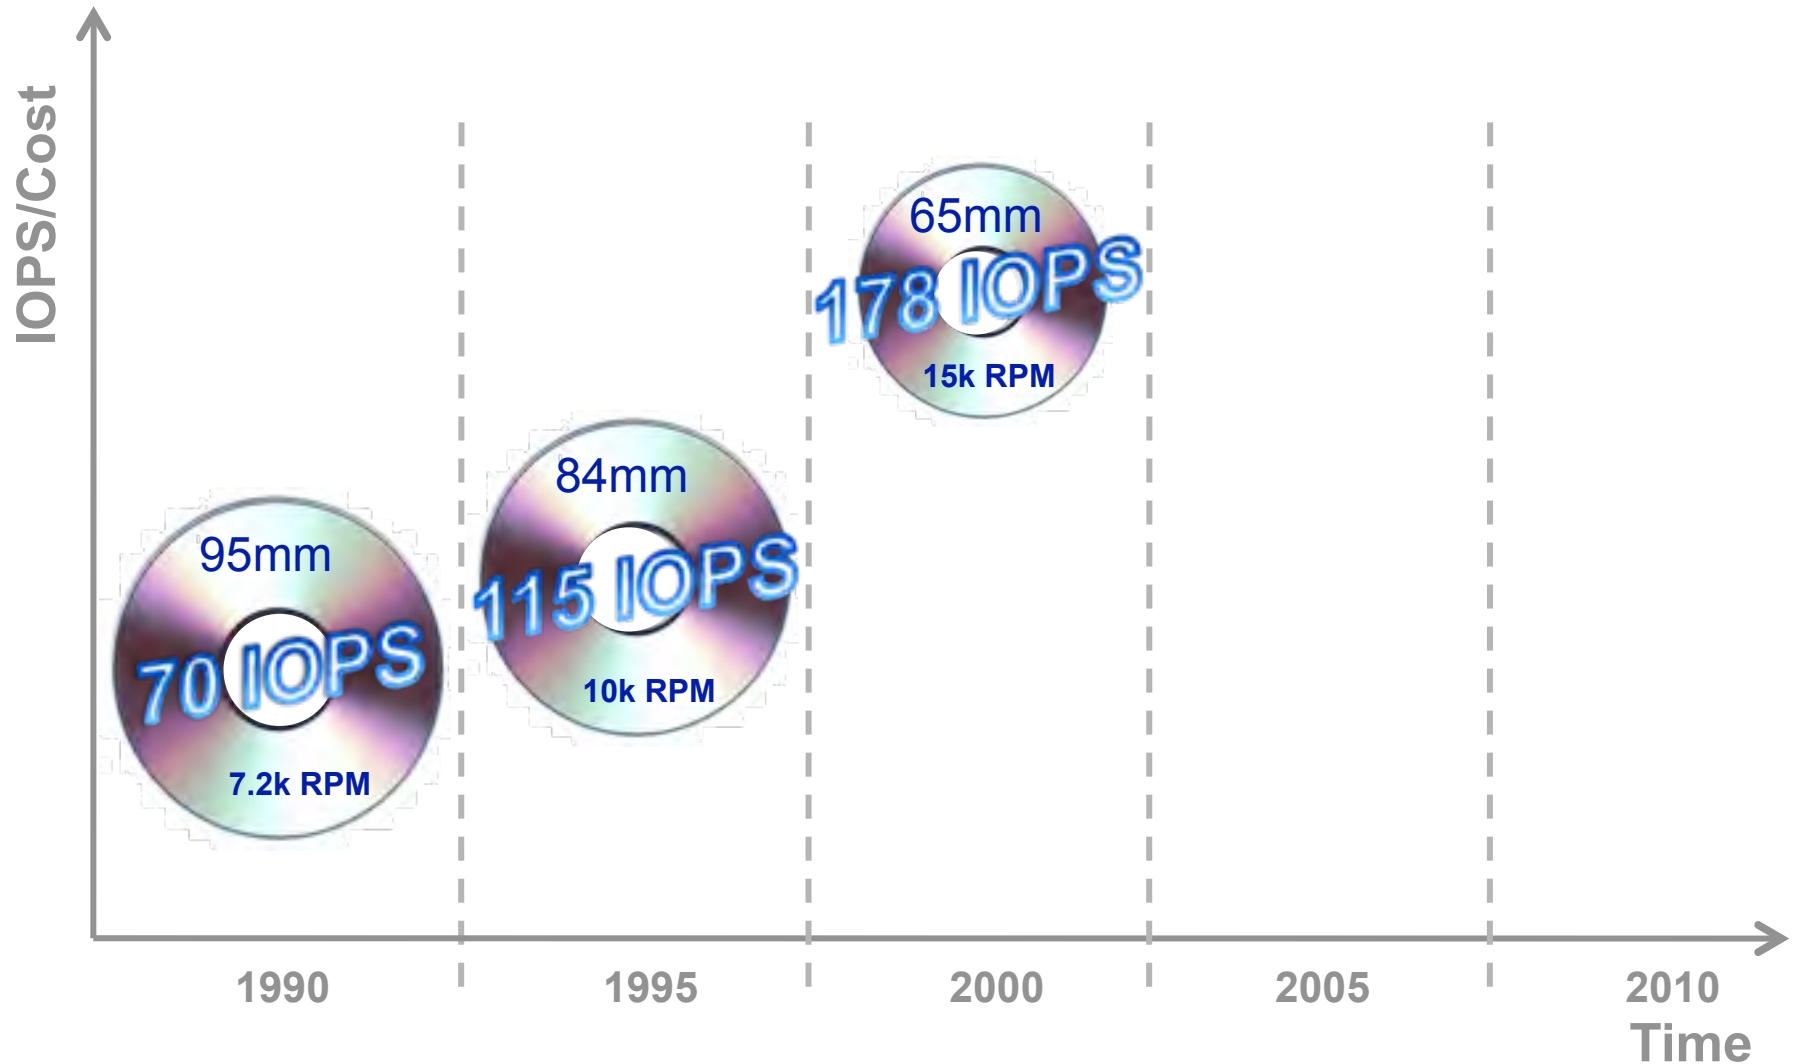 IOPS/Cost
95mm
70 IOPS
7.2k RPM
84mm
115 IOPS
10k RPM
65mm
178 IOPS
15k RPM
1990
1995
2000
2005
2010
Time